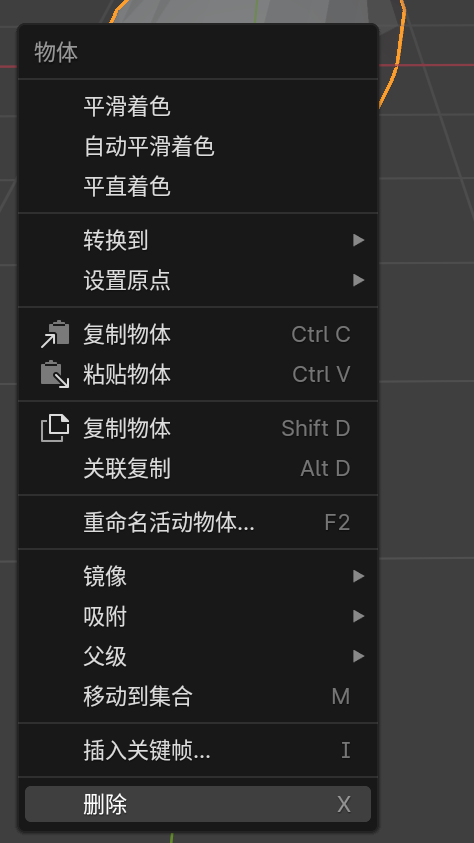 物体
平滑着色
自动平滑着色
平直着色
转换到
设置原点
复制物体 Ctrl C
粘贴物体 Ctrl V
复制物体 Shift D
关联复制 Alt D
重命名活动物体... F2
镜像
吸附
父级
移动到集合 M
插入关键帧... I
删除 X